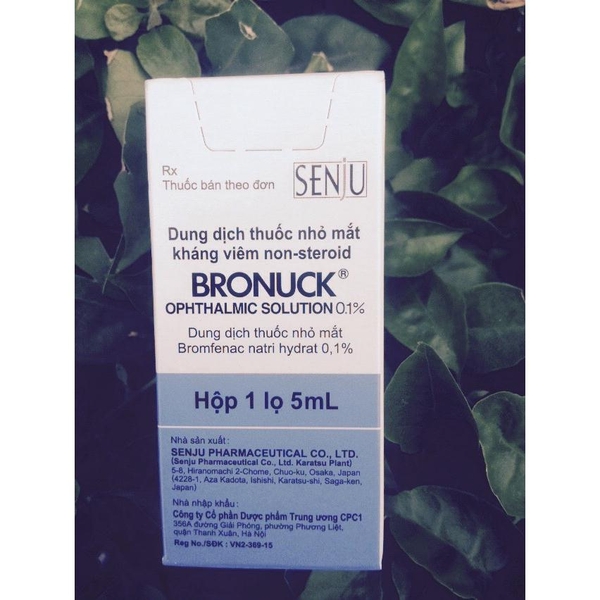 Rx
Thuốc bán theo đơn
SENJU
Dung dịch thuốc nhỏ mắt
kháng viêm non-steroid
BRONUCK®
OPHTHALMIC SOLUTION 0.1%
Dung dịch thuốc nhỏ mắt
Bromfenac natri hydrat 0,1%
Hộp 1 lọ 5mL
Nhà sản xuất:
SENJU PHARMACEUTICAL CO., LTD.
(Senju Pharmaceutical Co., Ltd. Karatsu Plant)
5-8, Hiranomachi 2-Chome, Chuo-ku, Osaka, Japan
(4228-1, Aza Kadota, Ishishi, Karatsu-shi, Saga-ken,
Japan)
Nhà nhập khẩu:
Công ty Cổ phần Dược phẩm Trung ương CPC1
356A đường Giải Phóng, phường Phương Liệt,
quận Thanh Xuân, Hà Nội
Reg No./SĐK : VN2-369-15